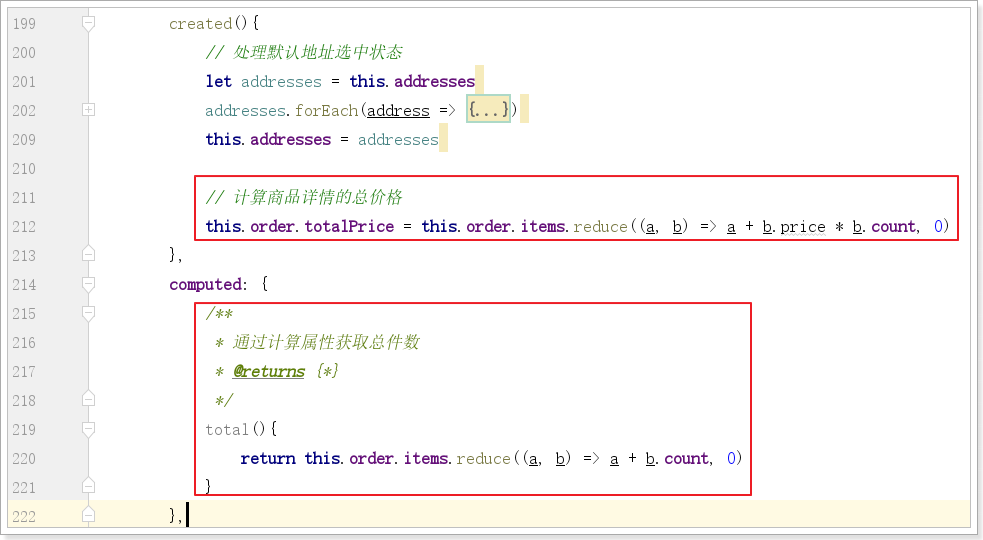 199 created(){
200 // 处理默认地址选中状态
201 let addresses = this.addresses
202 addresses.forEach(address => {...})
209 this.addresses = addresses
210
211 // 计算商品详情的总价格
212 this.order.totalPrice = this.order.items.reduce((a, b) => a + b.price * b.count, 0)
213 },
214 computed: {
215 /**
216 * 通过计算属性获取总件数
217 * @returns {*}
218 */
219 total(){
220 return this.order.items.reduce((a, b) => a + b.count, 0)
221 }
222 },